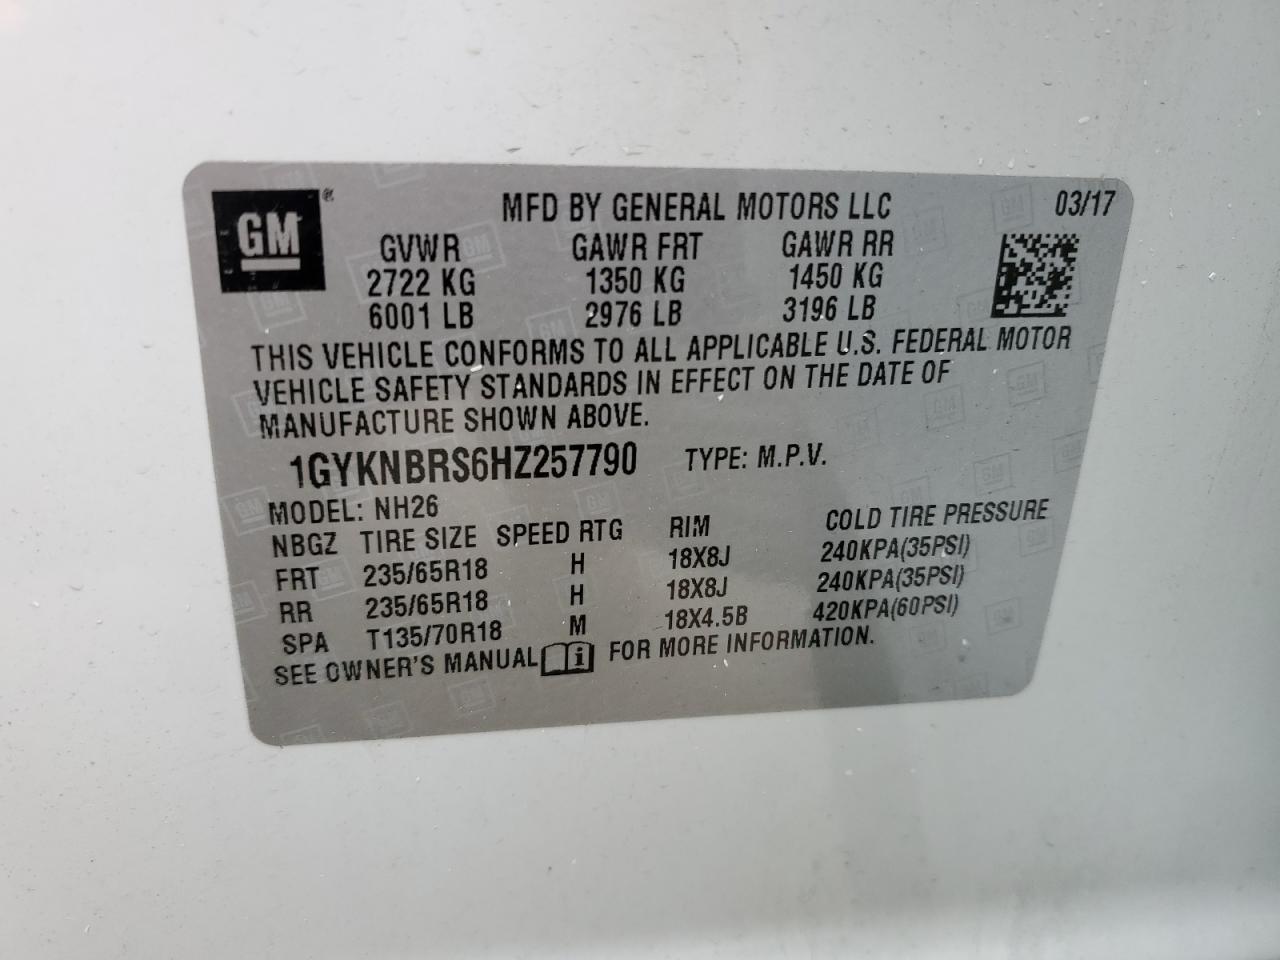 GM®
MFD BY GENERAL MOTORS LLC 03/17
GVWR GAWR FRT GAWR RR
2722 KG 1350 KG 1450 KG
6001 LB 2976 LB 3196 LB
THIS VEHICLE CONFORMS TO ALL APPLICABLE U.S. FEDERAL MOTOR
VEHICLE SAFETY STANDARDS IN EFFECT ON THE DATE OF
MANUFACTURE SHOWN ABOVE.
1GYKNBRS6HZ257790 TYPE: M.P.V.
MODEL: NH26
NBGZ TIRE SIZE SPEED RTG RIM COLD TIRE PRESSURE
FRT 235/65R18 H 18X8J 240KPA(35PSI)
RR 235/65R18 H 18X8J 240KPA(35PSI)
SPA T135/70R18 M 18X4.5B 420KPA(60PSI)
SEE OWNER'S MANUAL i FOR MORE INFORMATION.